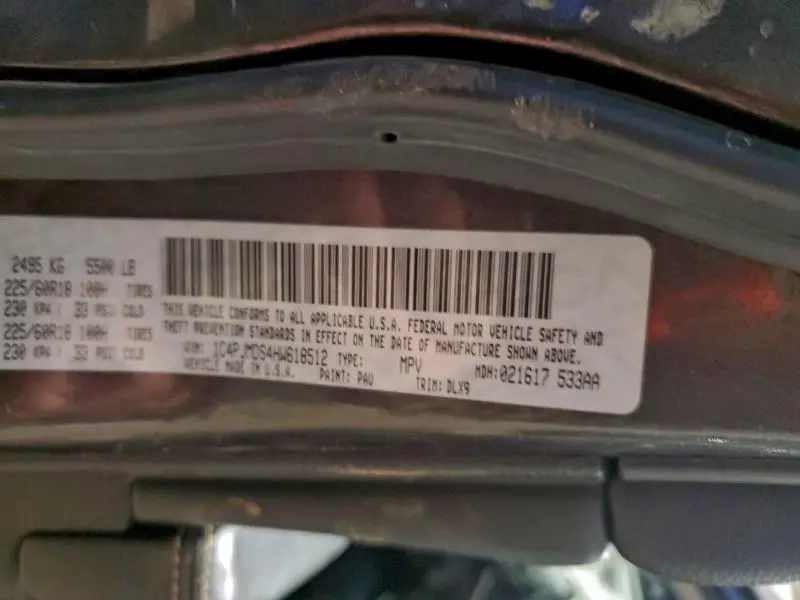 2495 KG 5500 LB
225/60R18 100H TIRES
230 KPA / 33 PSI COLD
225/60R18 100H TIRES
230 KPA / 33 PSI COLD
THIS VEHICLE CONFORMS TO ALL APPLICABLE U.S.A. FEDERAL MOTOR VEHICLE SAFETY AND
THEFT PREVENTION STANDARDS IN EFFECT ON THE DATE OF MANUFACTURE SHOWN ABOVE.
VIN: 1C4PJMDS4HW618512 TYPE: MPV MDH:021617 533AA
VEHICLE MADE IN U.S.A. PAINT: PAU TRIM: DLX9